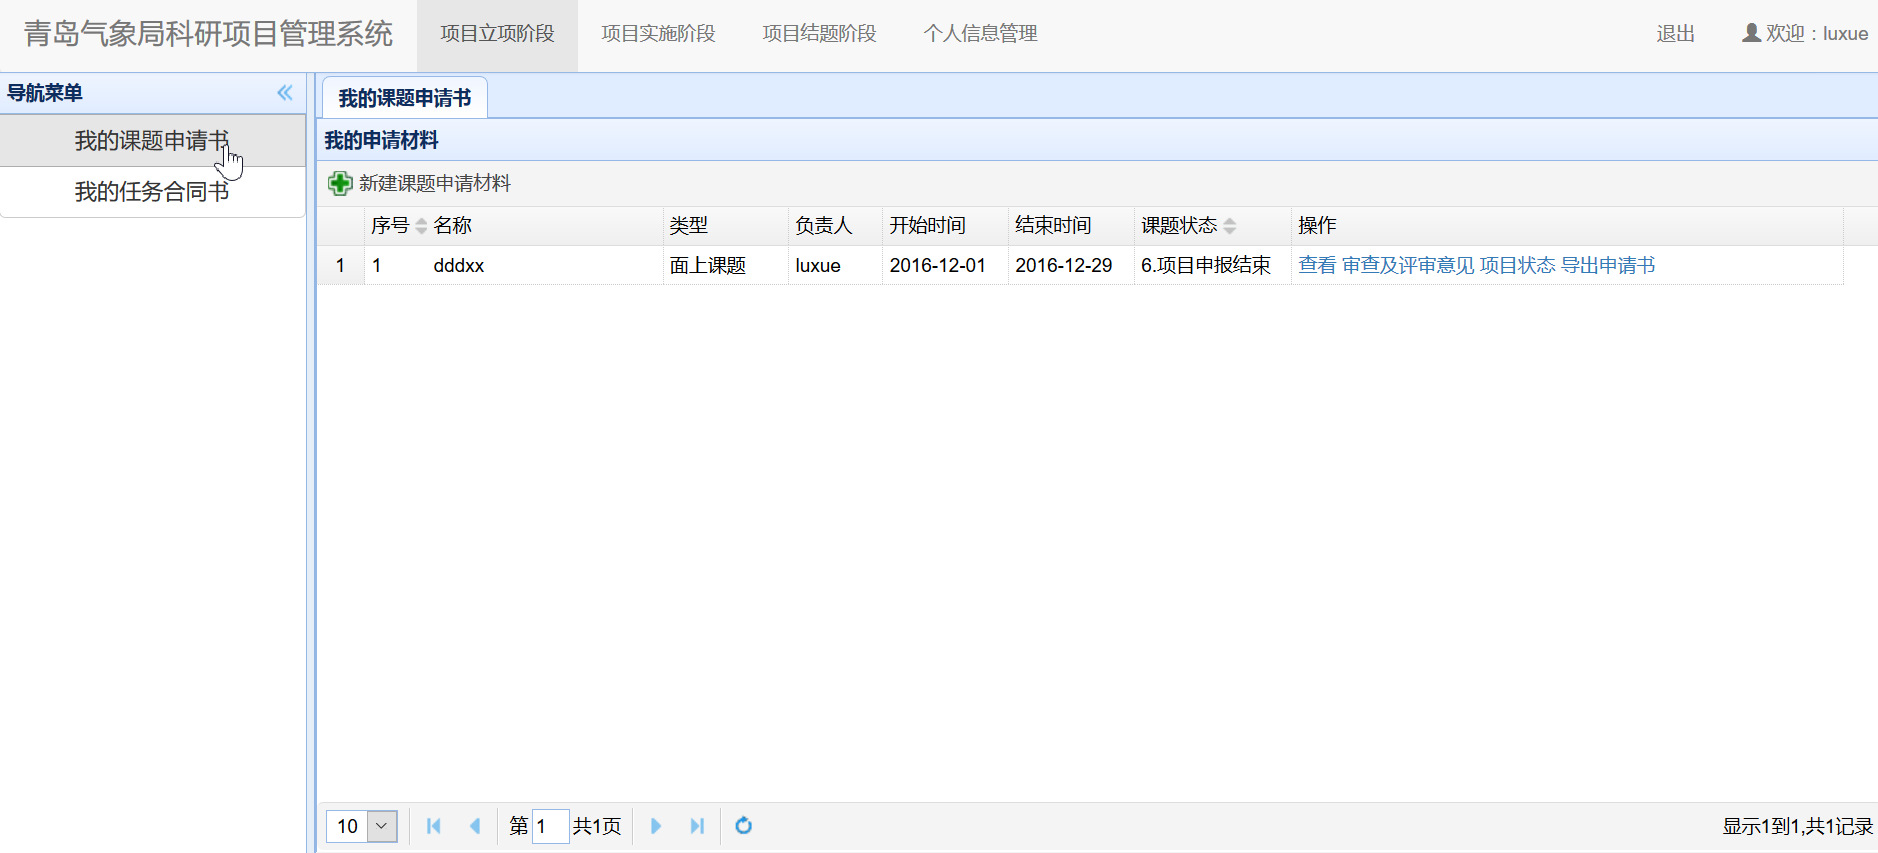 青岛气象局科研项目管理系统 项目立项阶段 项目实施阶段 项目结题阶段 个人信息管理 退出 欢迎：luxue
导航菜单
我的课题申请书
我的任务合同书
我的课题申请书
我的申请材料
新建课题申请材料
序号 名称 类型 负责人 开始时间 结束时间 课题状态 操作
1 1 dddxx 面上课题 luxue 2016-12-01 2016-12-29 6.项目申报结束 查看 审查及评审意见 项目状态 导出申请书
10 第 1 共1页 显示1到1,共1记录